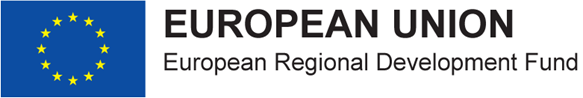 EUROPEAN UNION
European Regional Development Fund